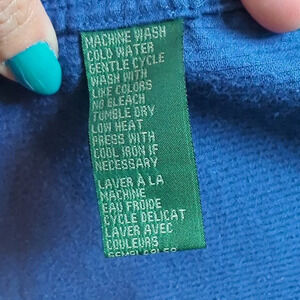 MACHINE WASH
COLD WATER
GENTLE CYCLE
WASH WITH
LIKE COLORS
NO BLEACH
TUMBLE DRY
LOW HEAT
PRESS WITH
COOL IRON IF
NECESSARY
LAVER À LA
MACHINE
EAU FROIDE
CYCLE DELICAT
LAVER AVEC
COULEURS
SEMBLABLES